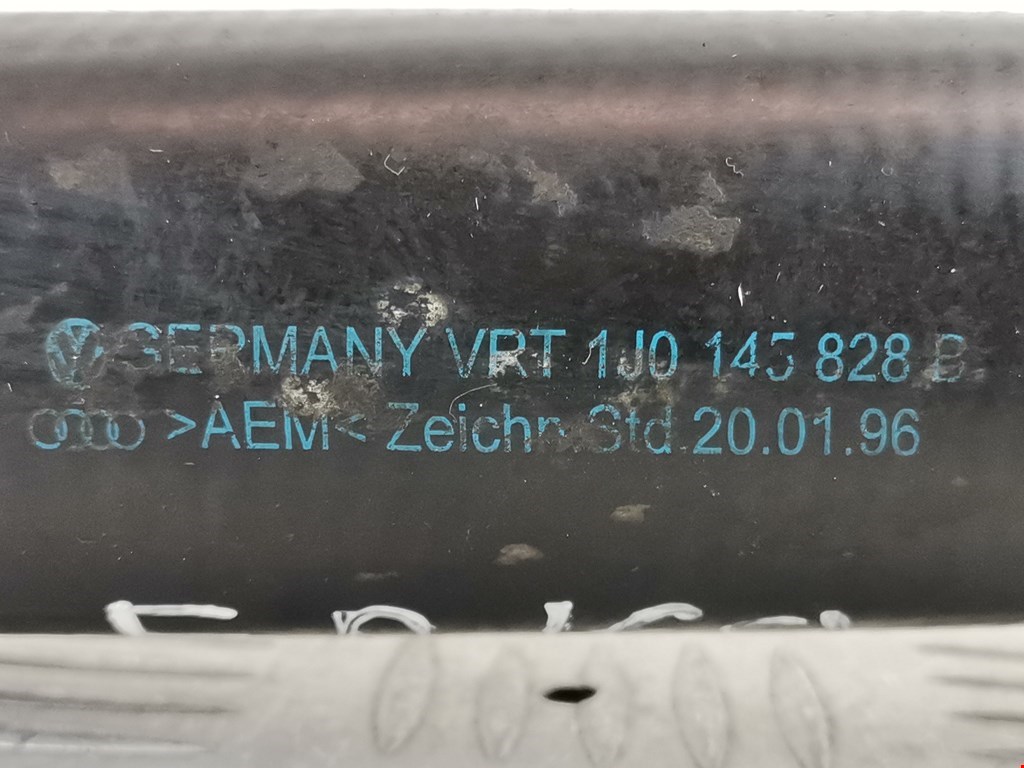 GERMANY VRT 1J0 145 828 B
>AEM< Zeichn.Std.20.01.96